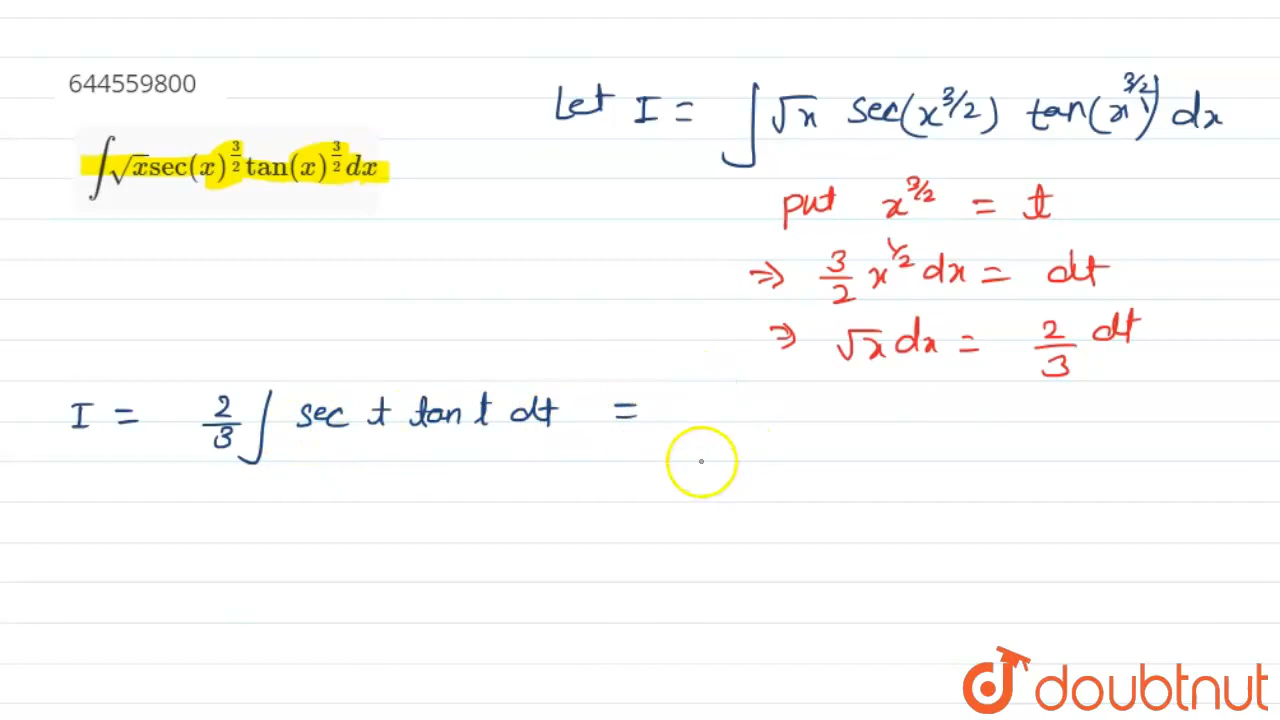 644559800
∫√x sec(x)^{3/2} tan(x)^{3/2} dx
Let I = ∫ √x sec(x^{3/2}) tan(x^{3/2}) dx
put x^{3/2} = t
⇒ 3/2 x^{1/2} dx = dt
⇒ √x dx = 2/3 dt
I = 2/3 ∫ sec t tan t dt =
doubtnut